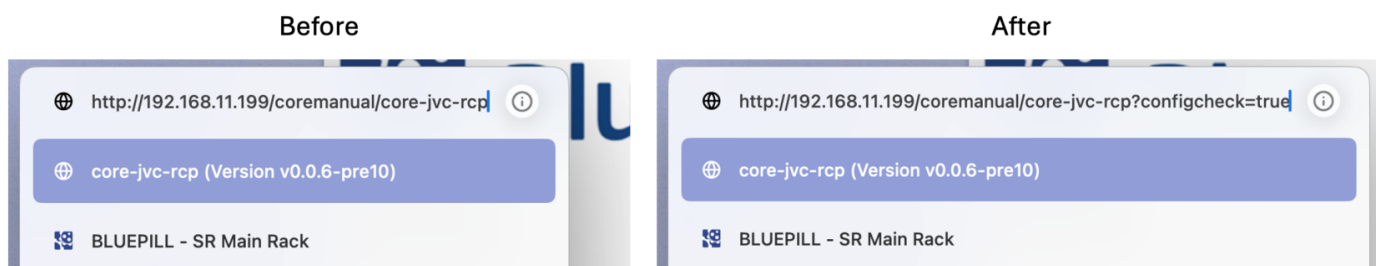 Before
http://192.168.11.199/coremanual/core-jvc-rcp
core-jvc-rcp (Version v0.0.6-pre10)
BLUEPILL - SR Main Rack
After
http://192.168.11.199/coremanual/core-jvc-rcp?configcheck=true
core-jvc-rcp (Version v0.0.6-pre10)
BLUEPILL - SR Main Rack